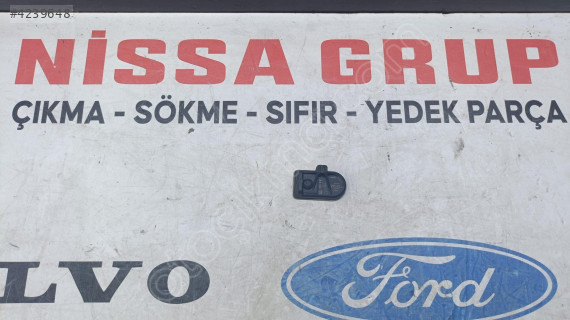 #4239648
NİSSA GRUP
ÇIKMA - SÖKME - SIFIR - YEDEK PARÇA
LVO
Ford